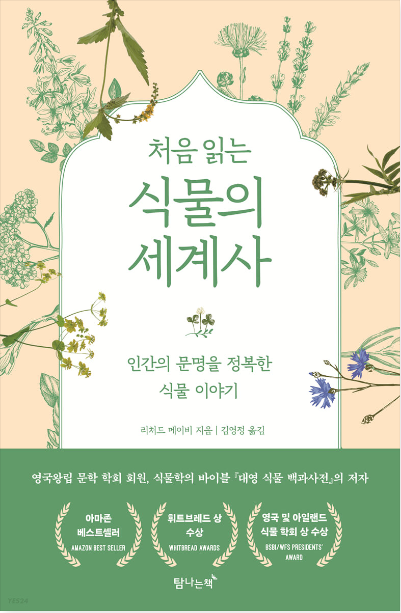 처음 읽는
식물의
세계사
인간의 문명을 정복한
식물 이야기
리처드 메이비 지음 | 김영정 옮김
영국왕립 문학 학회 회원, 식물학의 바이블 『대영 식물 백과사전』의 저자
아마존
베스트셀러
AMAZON BEST SELLER
휘트브레드 상
수상
WHITBREAD AWARDS
영국 및 아일랜드
식물 학회 상 수상
BSBI/WFS PRESIDENTS'
AWARD
탐나는책